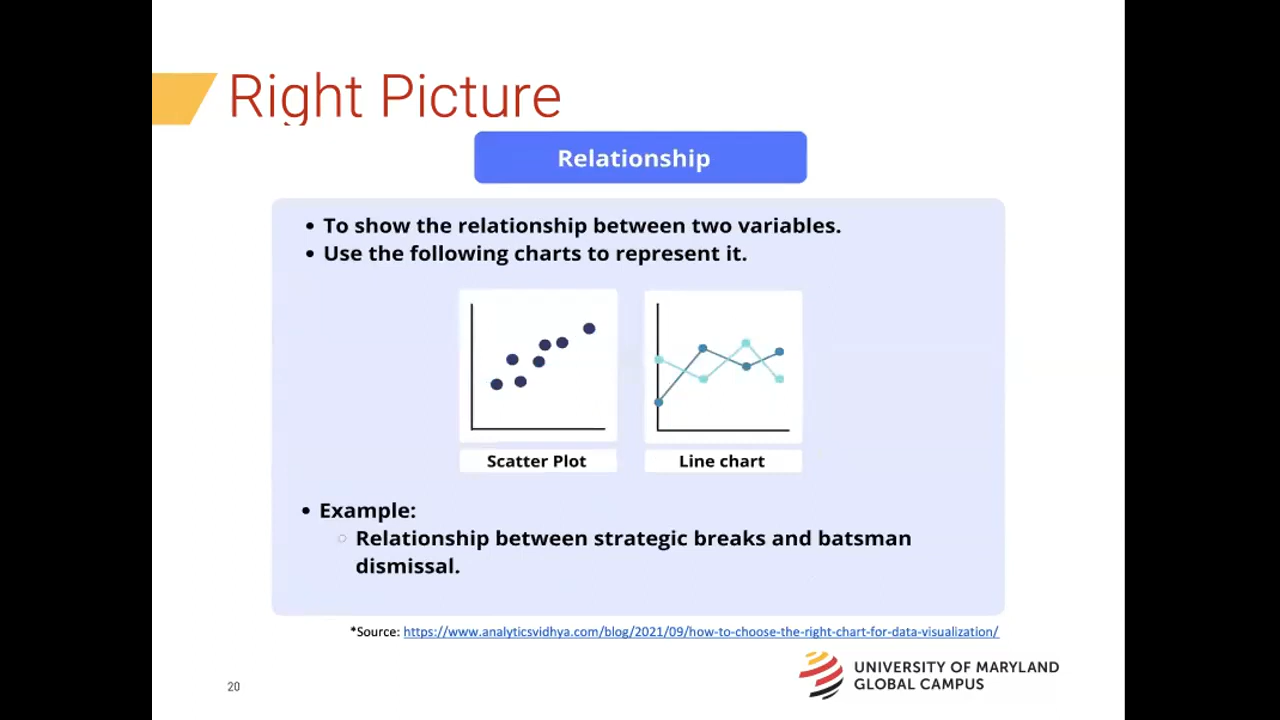 Right Picture
Relationship
• To show the relationship between two variables.
• Use the following charts to represent it.
Scatter Plot
Line chart
• Example:
○ Relationship between strategic breaks and batsman
dismissal.
*Source: https://www.analyticsvidhya.com/blog/2021/09/how-to-choose-the-right-chart-for-data-visualization/
20
UNIVERSITY OF MARYLAND
GLOBAL CAMPUS